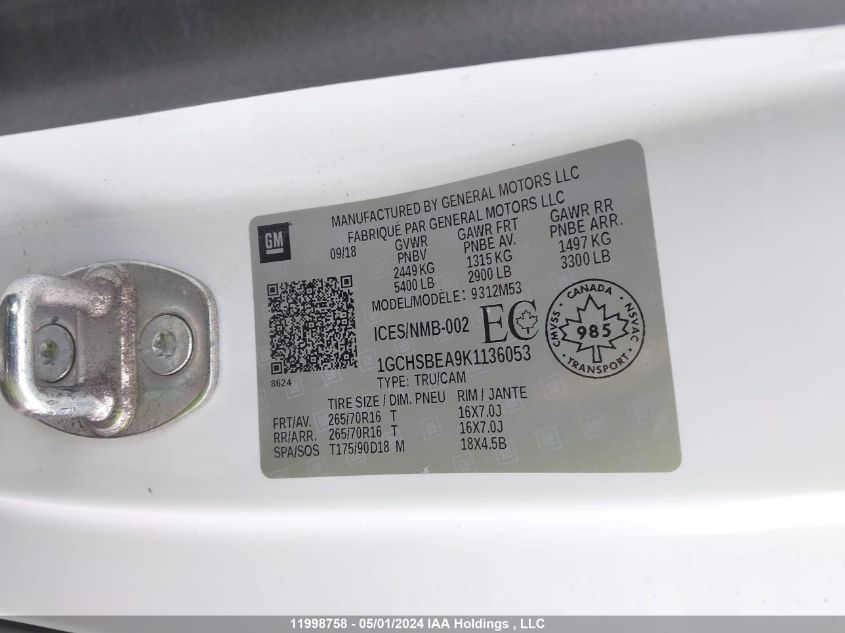 MANUFACTURED BY GENERAL MOTORS LLC
FABRIQUÉ PAR GENERAL MOTORS LLC
GM
09/18 GVWR GAWR FRT GAWR RR
PNBV PNBE AV. PNBE ARR.
2449 KG 1315 KG 1497 KG
5400 LB 2900 LB 3300 LB
MODEL/MODÈLE: 9312M53
ICES/NMB-002 EC
CMVSS · CANADA · NSVAC
985
TRANSPORT
1GCHSBEA9K1136053
8624 TYPE: TRU/CAM
TIRE SIZE / DIM. PNEU RIM / JANTE
FRT/AV. 265/70R16 T 16X7.0J
RR/ARR. 265/70R16 T 16X7.0J
SPA/SOS T175/90D18 M 18X4.5B
11998758 - 05/01/2024 IAA Holdings , LLC